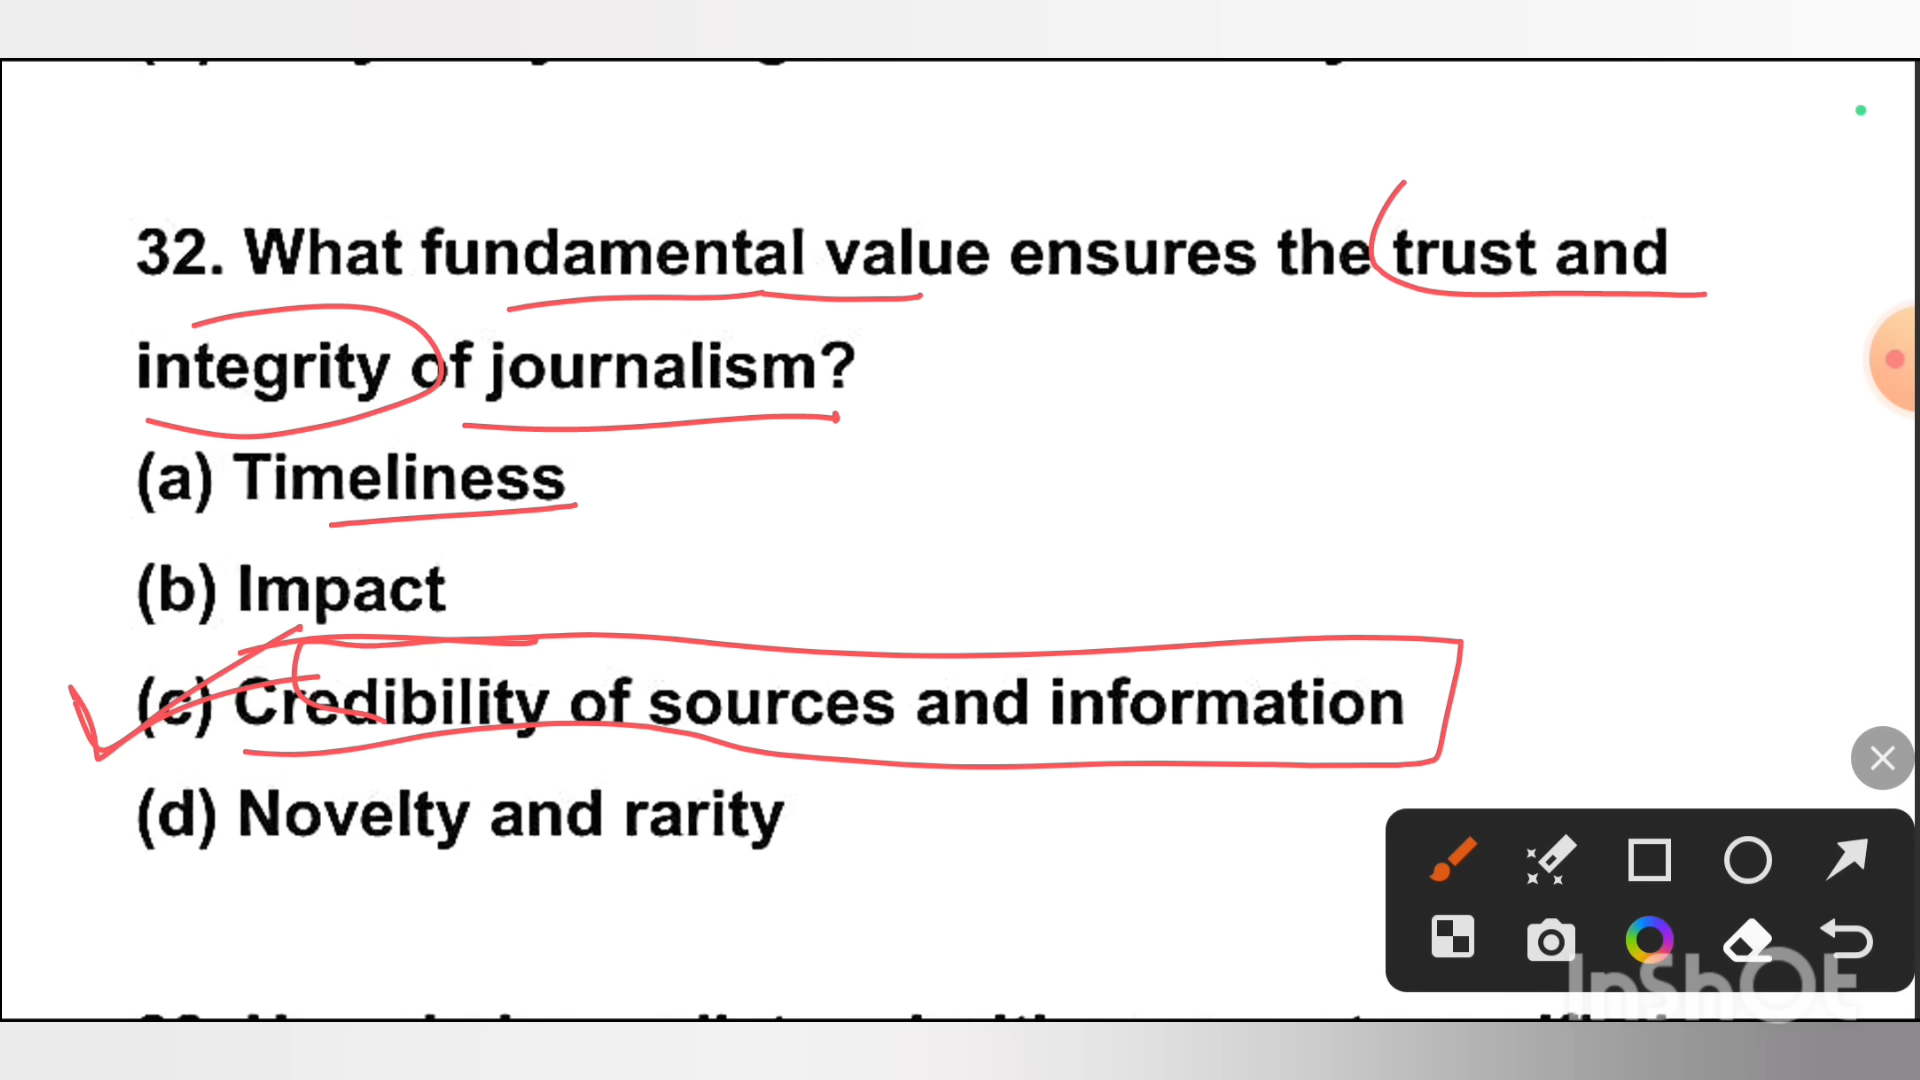 32. What fundamental value ensures the trust and
integrity of journalism?
(a) Timeliness
(b) Impact
(c) Credibility of sources and information
(d) Novelty and rarity
InShOt